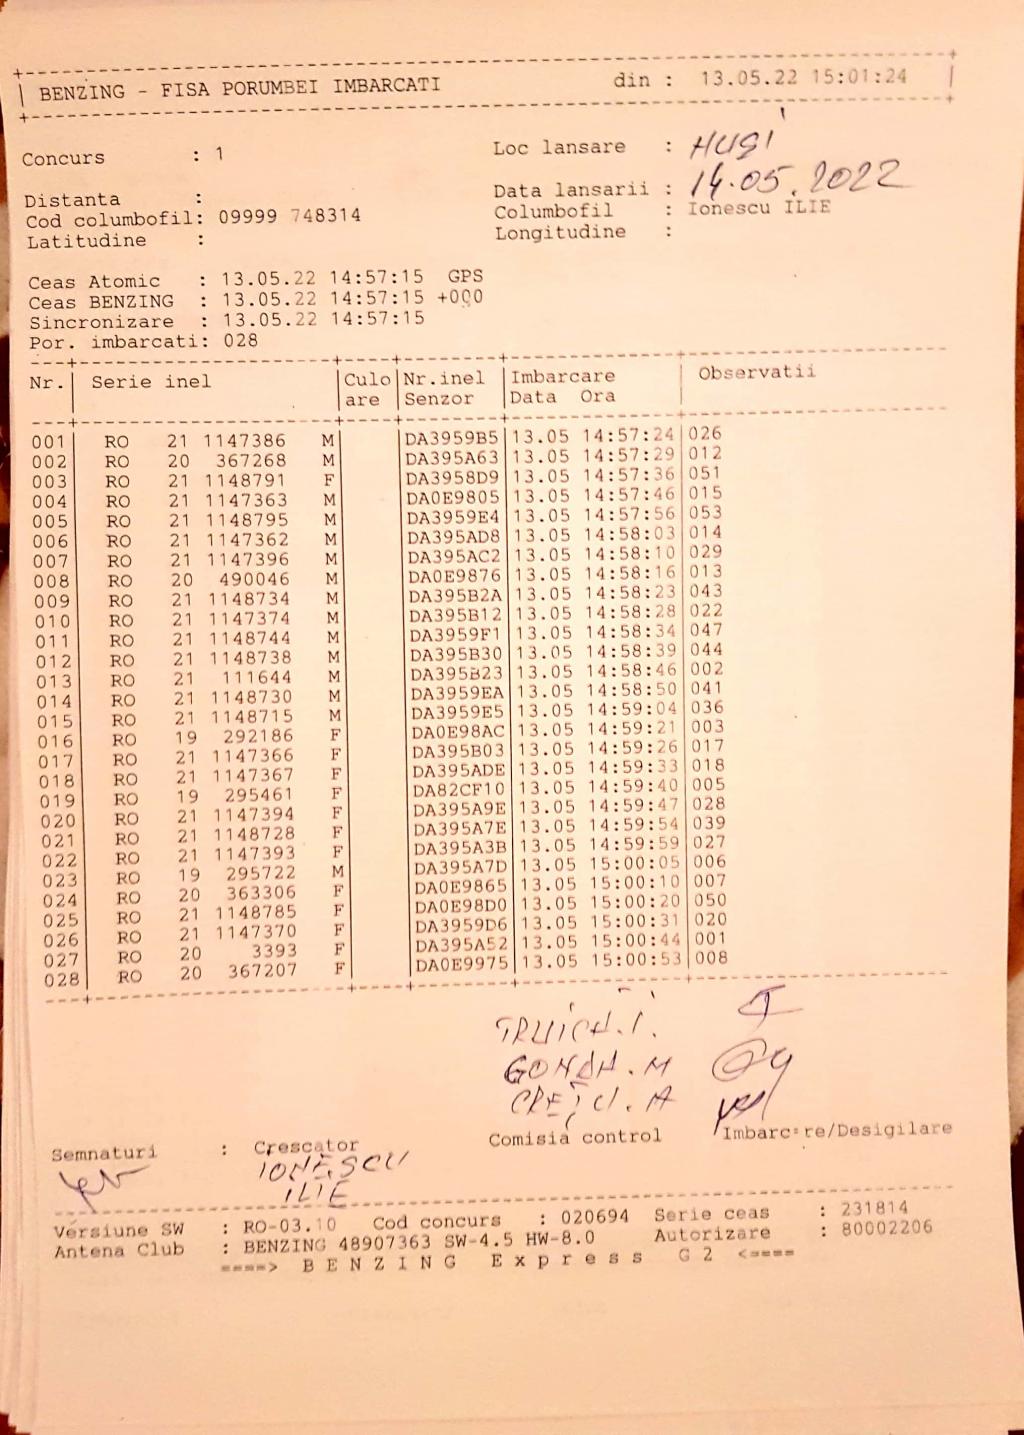 BENZING - FISA PORUMBEI IMBARCATI din : 13.05.22 15:01:24
Concurs : 1 Loc lansare : HUȘI
Distanta : Data lansarii : 14.05.2022
Cod columbofil: 09999 748314 Columbofil : Ionescu ILIE
Latitudine : Longitudine :
Ceas Atomic : 13.05.22 14:57:15 GPS
Ceas BENZING : 13.05.22 14:57:15 +000
Sincronizare : 13.05.22 14:57:15
Por. imbarcati: 028
Nr. Serie inel Culo Nr.inel Imbarcare Observatii
are Senzor Data Ora
001 RO 21 1147386 M DA3959B5 13.05 14:57:24 026
002 RO 20 367268 M DA395A63 13.05 14:57:29 012
003 RO 21 1148791 F DA3958D9 13.05 14:57:36 051
004 RO 21 1147363 M DA0E9805 13.05 14:57:46 015
005 RO 21 1148795 M DA3959E4 13.05 14:57:56 053
006 RO 21 1147362 M DA395AD8 13.05 14:58:03 014
007 RO 21 1147396 M DA395AC2 13.05 14:58:10 029
008 RO 20 490046 M DA0E9876 13.05 14:58:16 013
009 RO 21 1148734 M DA395B2A 13.05 14:58:23 043
010 RO 21 1147374 M DA395B12 13.05 14:58:28 022
011 RO 21 1148744 M DA3959F1 13.05 14:58:34 047
012 RO 21 1148738 M DA395B30 13.05 14:58:39 044
013 RO 21 111644 M DA395B23 13.05 14:58:46 002
014 RO 21 1148730 M DA3959EA 13.05 14:58:50 041
015 RO 21 1148715 M DA3959E5 13.05 14:59:04 036
016 RO 19 292186 F DA0E98AC 13.05 14:59:21 003
017 RO 21 1147366 F DA395B03 13.05 14:59:26 017
018 RO 21 1147367 F DA395ADE 13.05 14:59:33 018
019 RO 19 295461 F DA82CF10 13.05 14:59:40 005
020 RO 21 1147394 F DA395A9E 13.05 14:59:47 028
021 RO 21 1148728 F DA395A7E 13.05 14:59:54 039
022 RO 21 1147393 F DA395A3B 13.05 14:59:59 027
023 RO 19 295722 M DA395A7D 13.05 15:00:05 006
024 RO 20 363306 F DA0E9865 13.05 15:00:10 007
025 RO 21 1148785 F DA0E98D0 13.05 15:00:20 050
026 RO 21 1147370 F DA3959D6 13.05 15:00:31 020
027 RO 20 3393 F DA395A52 13.05 15:00:44 001
028 RO 20 367207 F DA0E9975 13.05 15:00:53 008
GONDA. M
CREȚU. A
Comisia control Imbarcare/Desigilare
Semnaturi : Crescator
IONESCU
ILIE
Versiune SW : RO-03.10 Cod concurs : 020694 Serie ceas : 231814
Antena Club : BENZING 48907363 SW-4.5 HW-8.0 Autorizare : 80002206
====> B E N Z I N G E x p r e s s G 2 <====